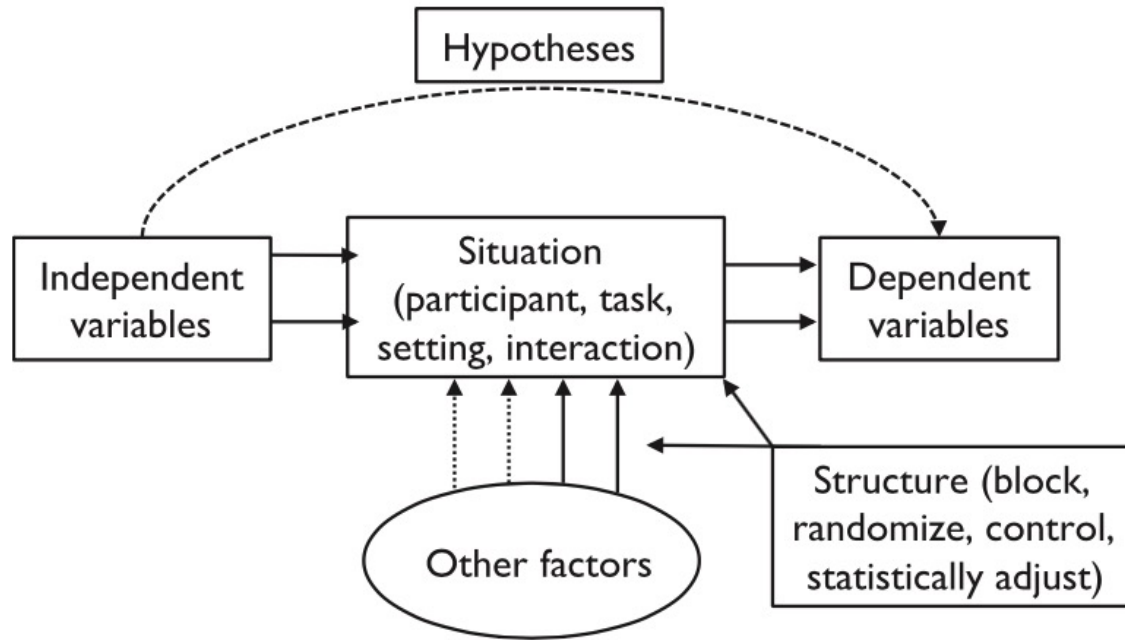 Hypotheses
Independent
variables
Situation
(participant, task,
setting, interaction)
Dependent
variables
Other factors
Structure (block,
randomize, control,
statistically adjust)